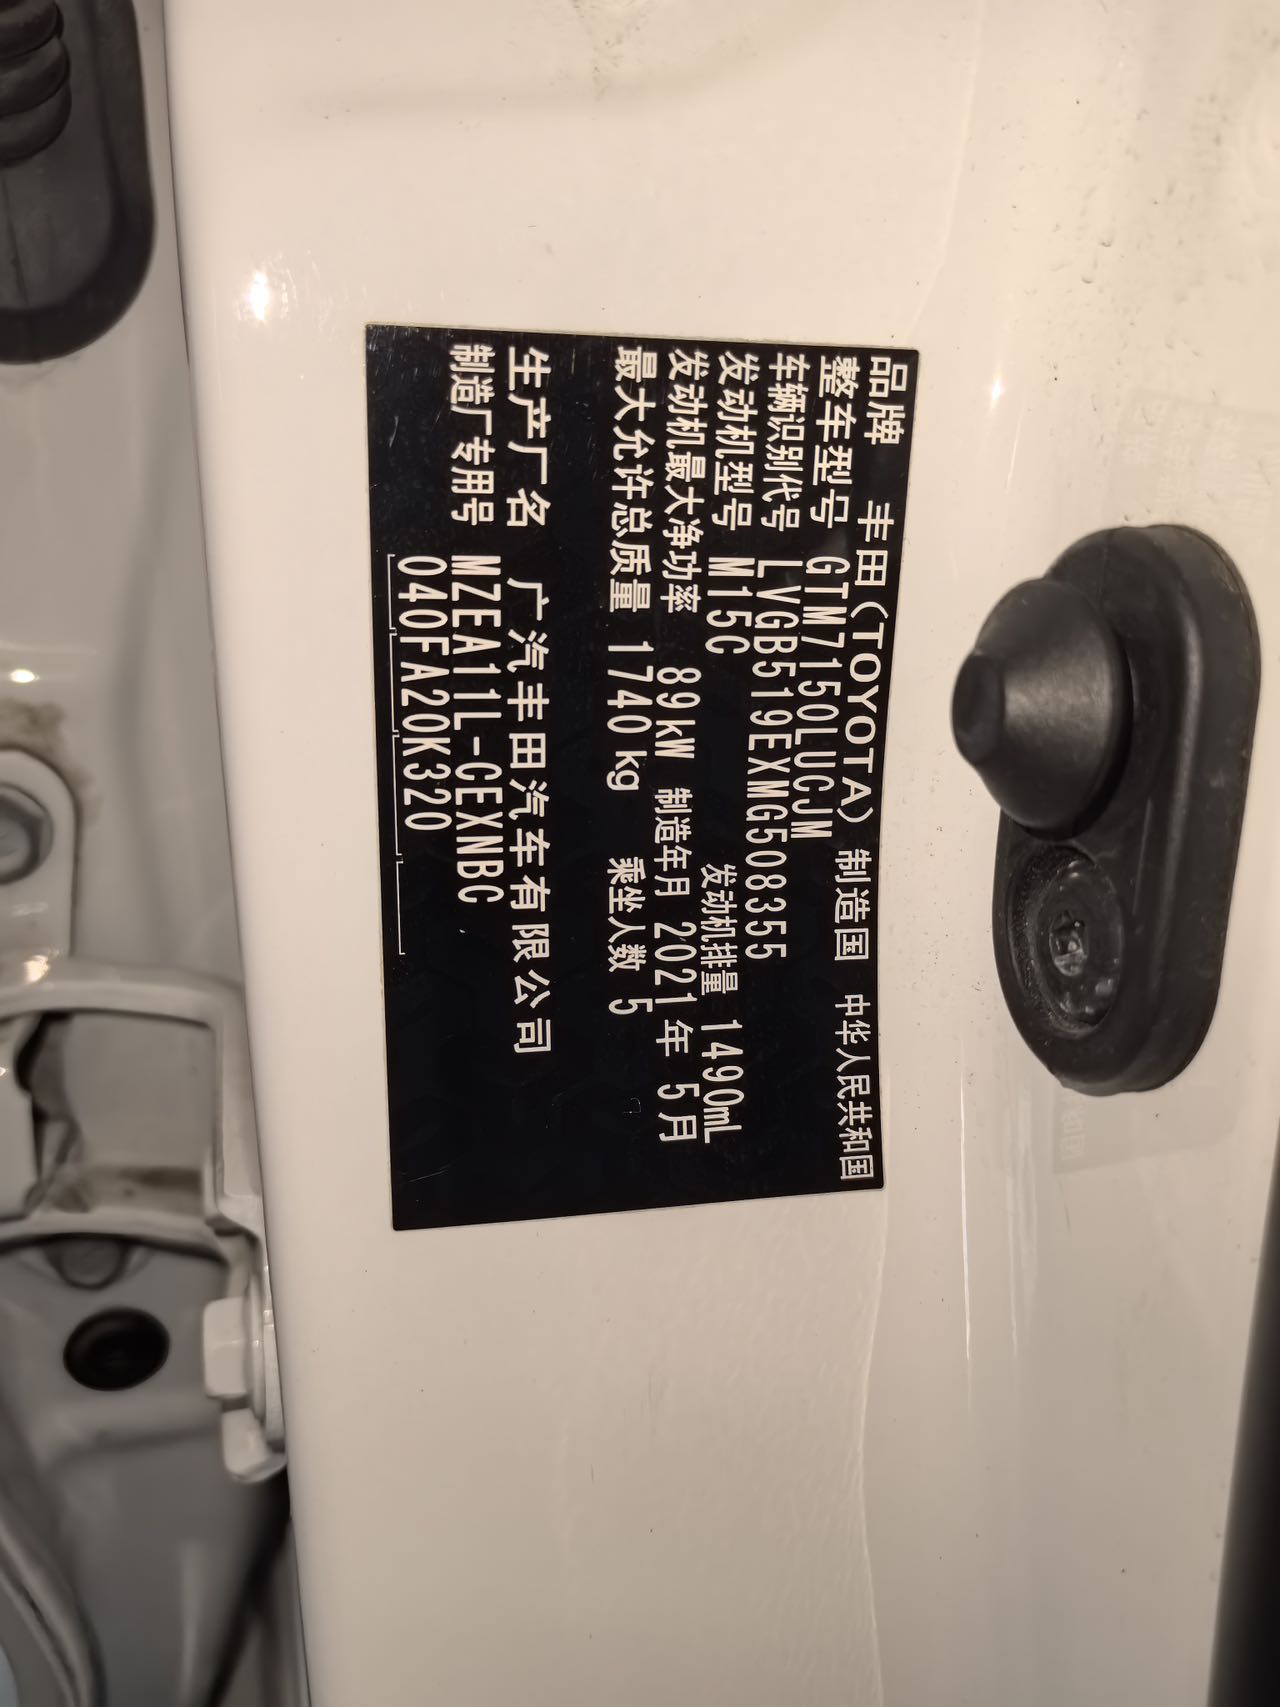 品牌 丰田(TOYOTA) 制造国 中华人民共和国
整车型号 GTM7150LUCJM
车辆识别代号 LVGB519EXMG508355
发动机型号 M15C 发动机排量 1490mL
发动机最大净功率 89kW 制造年月 2021年 5月
最大允许总质量 1740kg 乘坐人数 5
生产厂名 广汽丰田汽车有限公司
制造厂专用号 MZEA11L-CEXNBC
040FA20K320